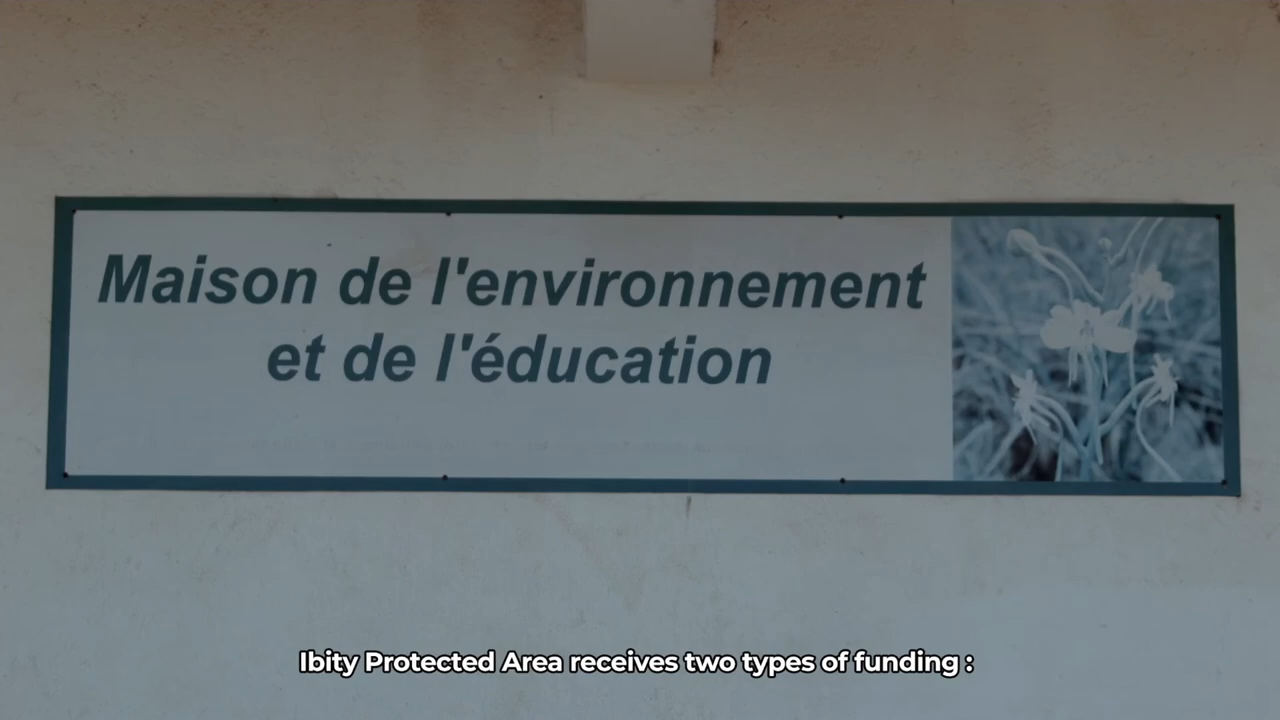 Maison de l'environnement
et de l'éducation
Ibity Protected Area receives two types of funding :